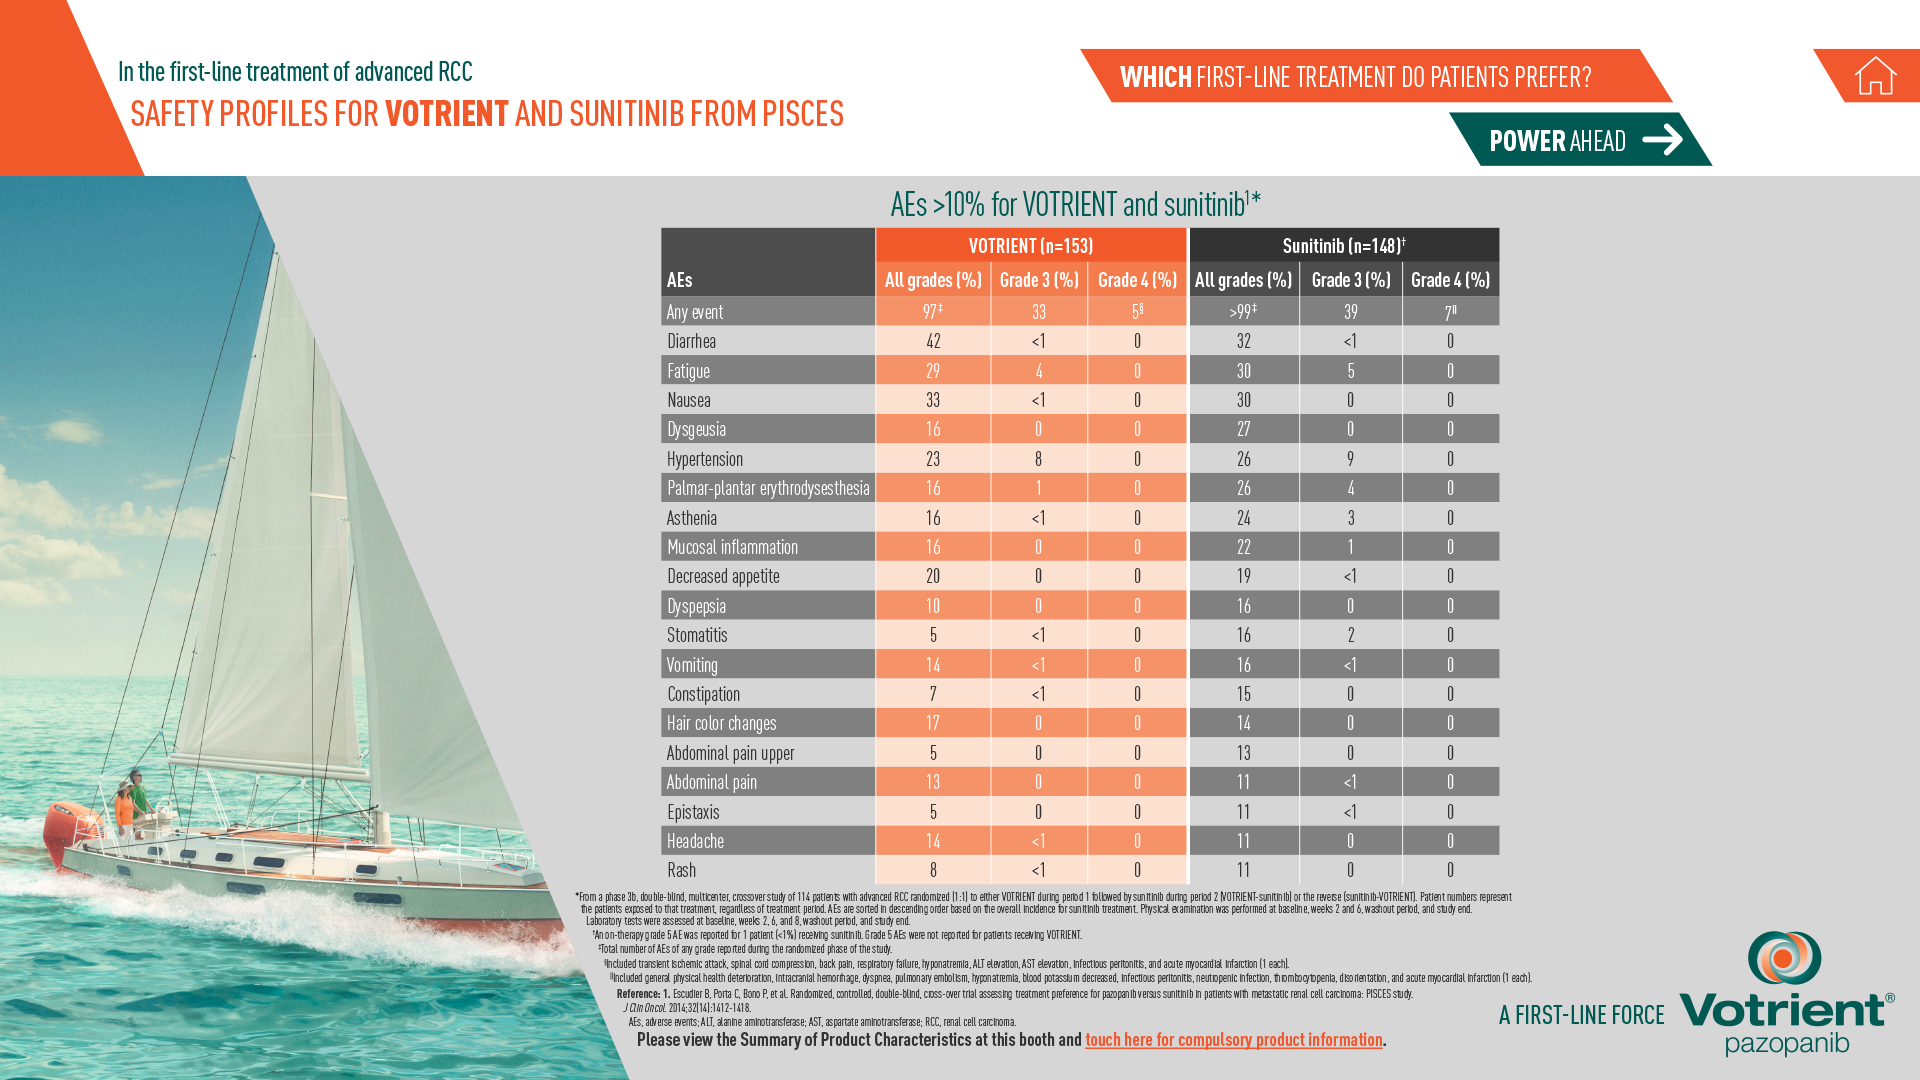 In the first-line treatment of advanced RCC
SAFETY PROFILES FOR VOTRIENT AND SUNITINIB FROM PISCES
WHICH FIRST-LINE TREATMENT DO PATIENTS PREFER?
POWER AHEAD
AEs >10% for VOTRIENT and sunitinib¹*
VOTRIENT (n=153) Sunitinib (n=148)†
AEs All grades (%) Grade 3 (%) Grade 4 (%) All grades (%) Grade 3 (%) Grade 4 (%)
Any event 97‡ 33 5§ >99‡ 39 7||
Diarrhea 42 <1 0 32 <1 0
Fatigue 29 4 0 30 5 0
Nausea 33 <1 0 30 0 0
Dysgeusia 16 0 0 27 0 0
Hypertension 23 8 0 26 9 0
Palmar-plantar erythrodysesthesia 16 1 0 26 4 0
Asthenia 16 <1 0 24 3 0
Mucosal inflammation 16 0 0 22 1 0
Decreased appetite 20 0 0 19 <1 0
Dyspepsia 10 0 0 16 0 0
Stomatitis 5 <1 0 16 2 0
Vomiting 14 <1 0 16 <1 0
Constipation 7 <1 0 15 0 0
Hair color changes 17 0 0 14 0 0
Abdominal pain upper 5 0 0 13 0 0
Abdominal pain 13 0 0 11 <1 0
Epistaxis 5 0 0 11 <1 0
Headache 14 <1 0 11 0 0
Rash 8 <1 0 11 0 0
*From a phase 3b, double-blind, multicenter, crossover study of 114 patients with advanced RCC randomized (1:1) to either VOTRIENT during period 1 followed by sunitinib during period 2 (VOTRIENT-sunitinib) or the reverse (sunitinib-VOTRIENT). Patient numbers represent
the patients exposed to that treatment, regardless of treatment period. AEs are sorted in descending order based on the overall incidence for sunitinib treatment. Physical examination was performed at baseline, weeks 2 and 6, washout period, and study end.
Laboratory tests were assessed at baseline, weeks 2, 6, and 8, washout period, and study end.
†An on-therapy grade 5 AE was reported for 1 patient (<1%) receiving sunitinib. Grade 5 AEs were not reported for patients receiving VOTRIENT.
‡Total number of AEs of any grade reported during the randomized phase of the study.
§Included transient ischemic attack, spinal cord compression, back pain, respiratory failure, hyponatremia, ALT elevation, AST elevation, infectious peritonitis, and acute myocardial infarction (1 each).
||Included general physical health deterioration, intracranial hemorrhage, dyspnea, pulmonary embolism, hyponatremia, blood potassium decreased, infectious peritonitis, neutropenic infection, thrombocytopenia, disorientation, and acute myocardial infarction (1 each).
Reference: 1. Escudier B, Porta C, Bono P, et al. Randomized, controlled, double-blind, cross-over trial assessing treatment preference for pazopanib versus sunitinib in patients with metastatic renal cell carcinoma: PISCES study.
J Clin Oncol. 2014;32(14):1412-1418.
AEs, adverse events; ALT, alanine aminotransferase; AST, aspartate aminotransferase; RCC, renal cell carcinoma.
Please view the Summary of Product Characteristics at this booth and touch here for compulsory product information.
A FIRST-LINE FORCE
Votrient®
pazopanib